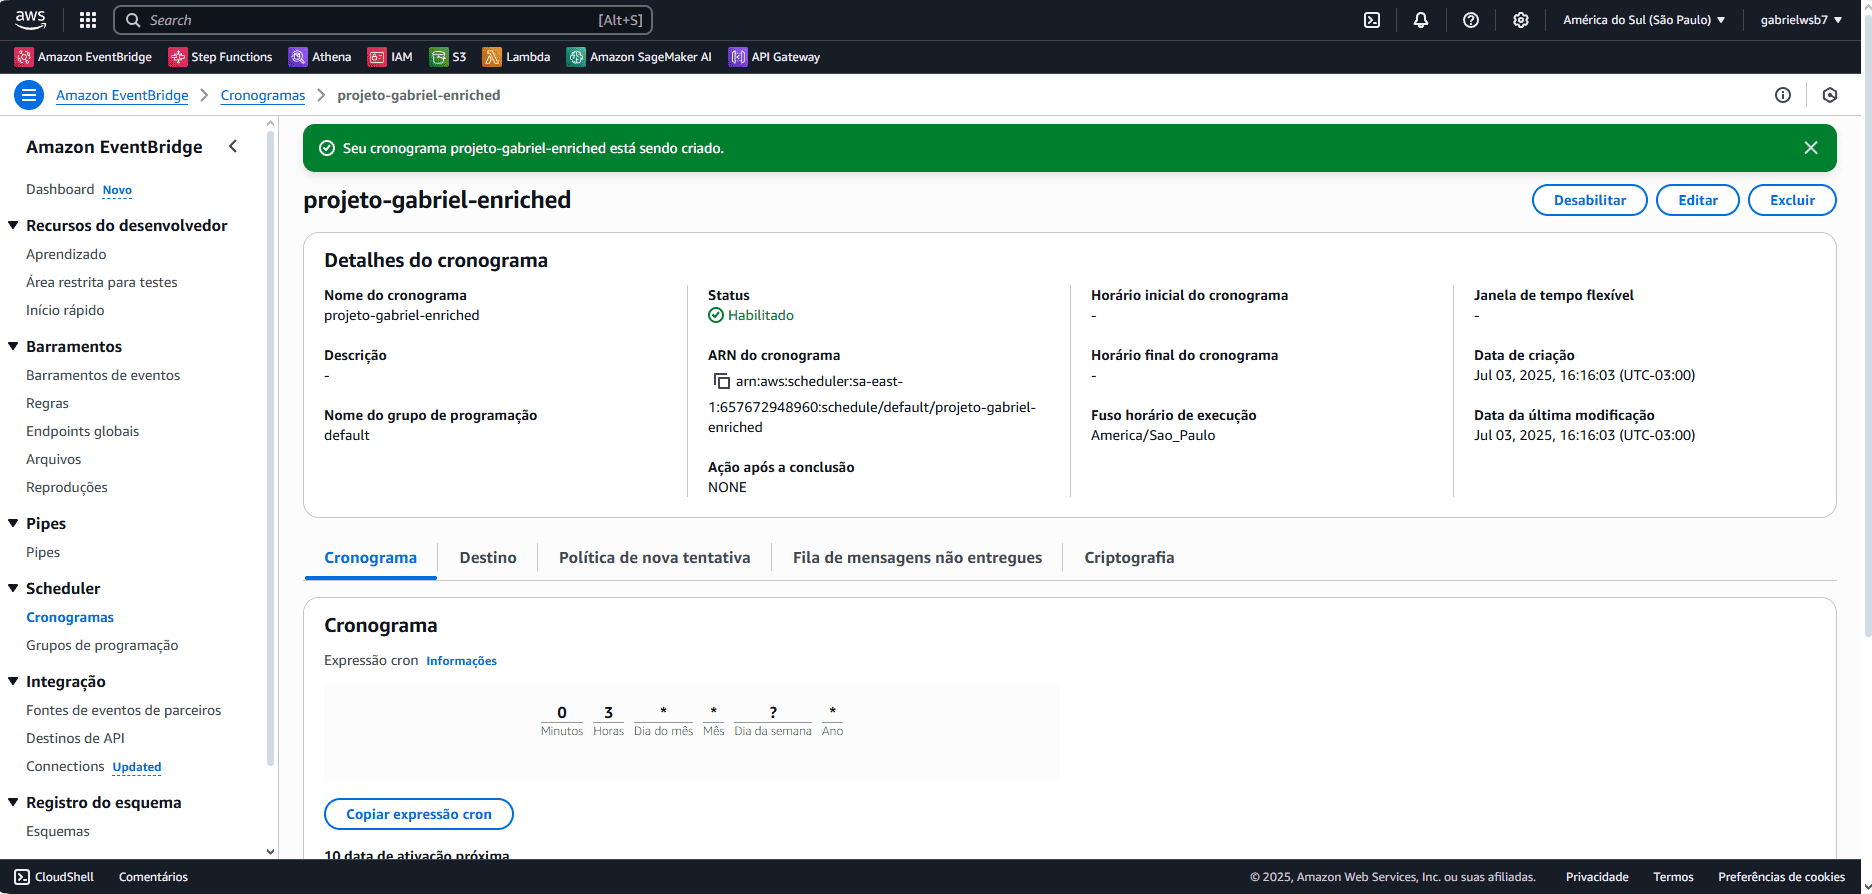 aws
Search [Alt+S]
América do Sul (São Paulo) gabrielwsb7
Amazon EventBridge Step Functions Athena IAM S3 Lambda Amazon SageMaker AI API Gateway
Amazon EventBridge Cronogramas projeto-gabriel-enriched
Amazon EventBridge
Dashboard Novo
Recursos do desenvolvedor
Aprendizado
Área restrita para testes
Início rápido
Barramentos
Barramentos de eventos
Regras
Endpoints globais
Arquivos
Reproduções
Pipes
Pipes
Scheduler
Cronogramas
Grupos de programação
Integração
Fontes de eventos de parceiros
Destinos de API
Connections Updated
Registro do esquema
Esquemas
Seu cronograma projeto-gabriel-enriched está sendo criado.
projeto-gabriel-enriched
Desabilitar Editar Excluir
Detalhes do cronograma
Nome do cronograma
projeto-gabriel-enriched
Descrição
-
Nome do grupo de programação
default
Status
Habilitado
ARN do cronograma
arn:aws:scheduler:sa-east-
1:657672948960:schedule/default/projeto-gabriel-
enriched
Ação após a conclusão
NONE
Horário inicial do cronograma
-
Horário final do cronograma
-
Fuso horário de execução
America/Sao_Paulo
Janela de tempo flexível
-
Data de criação
Jul 03, 2025, 16:16:03 (UTC-03:00)
Data da última modificação
Jul 03, 2025, 16:16:03 (UTC-03:00)
Cronograma Destino Política de nova tentativa Fila de mensagens não entregues Criptografia
Cronograma
Expressão cron Informações
0 3 * * ? *
Minutos Horas Dia do mês Mês Dia da semana Ano
Copiar expressão cron
10 data de ativação próxima
CloudShell Comentários © 2025, Amazon Web Services, Inc. ou suas afiliadas. Privacidade Termos Preferências de cookies